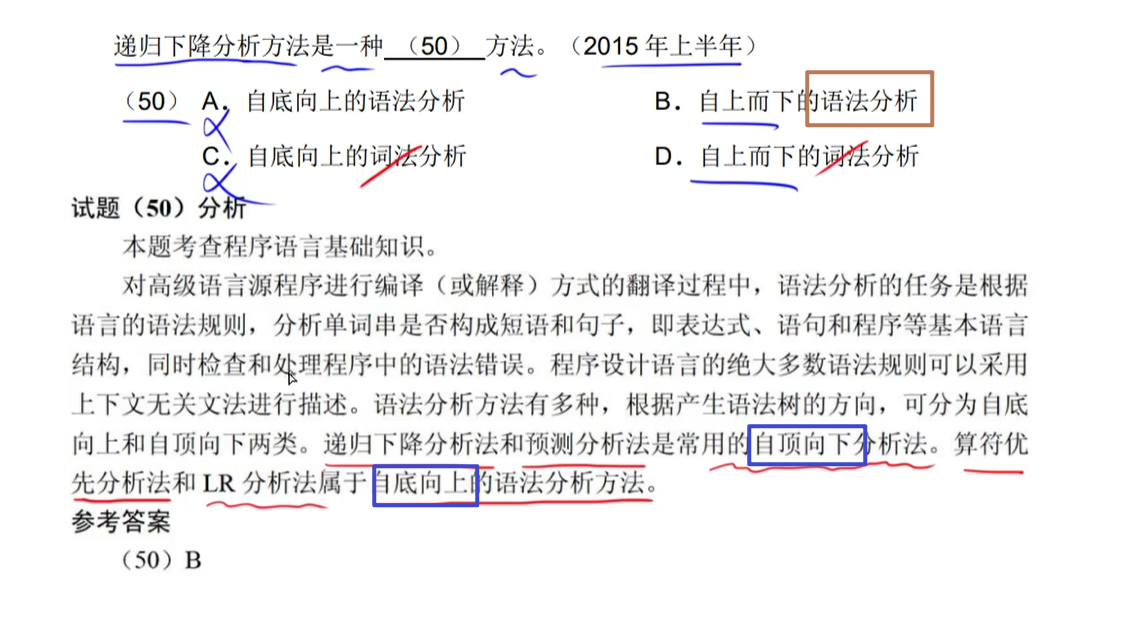 递归下降分析方法是一种 （50） 方法。（2015 年上半年）
（50） A．自底向上的语法分析 B．自上而下的语法分析
C．自底向上的词法分析 D．自上而下的词法分析
试题（50）分析
本题考查程序语言基础知识。
对高级语言源程序进行编译（或解释）方式的翻译过程中，语法分析的任务是根据
语言的语法规则，分析单词串是否构成短语和句子，即表达式、语句和程序等基本语言
结构，同时检查和处理程序中的语法错误。程序设计语言的绝大多数语法规则可以采用
上下文无关文法进行描述。语法分析方法有多种，根据产生语法树的方向，可分为自底
向上和自顶向下两类。递归下降分析法和预测分析法是常用的自顶向下分析法。算符优
先分析法和 LR 分析法属于自底向上的语法分析方法。
参考答案
（50）B